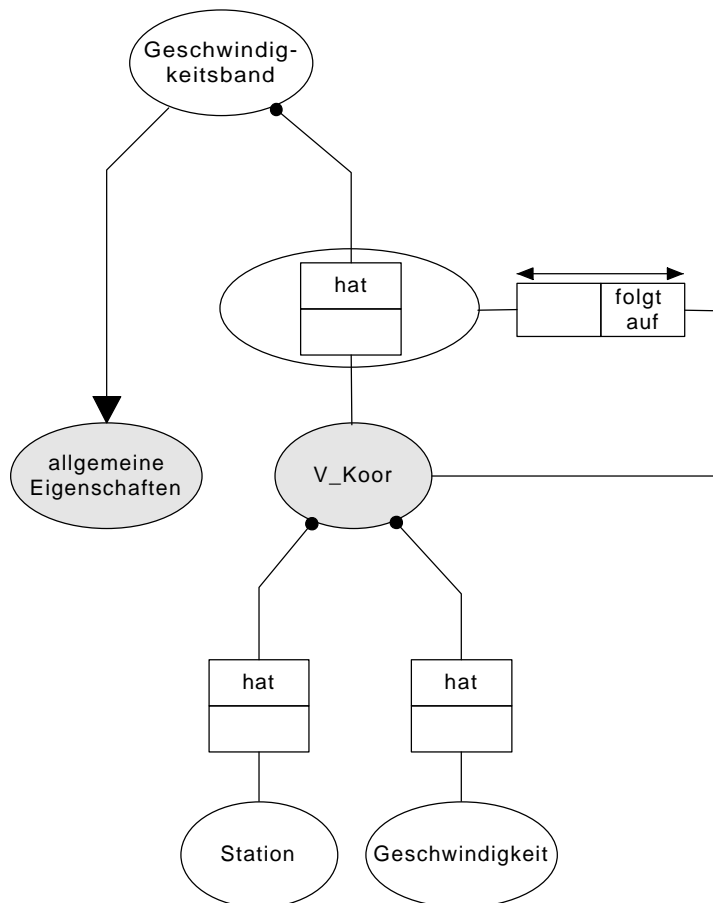 Geschwindig-
keitsband
hat
folgt
auf
allgemeine
Eigenschaften
V_Koor
hat
hat
Station
Geschwindigkeit